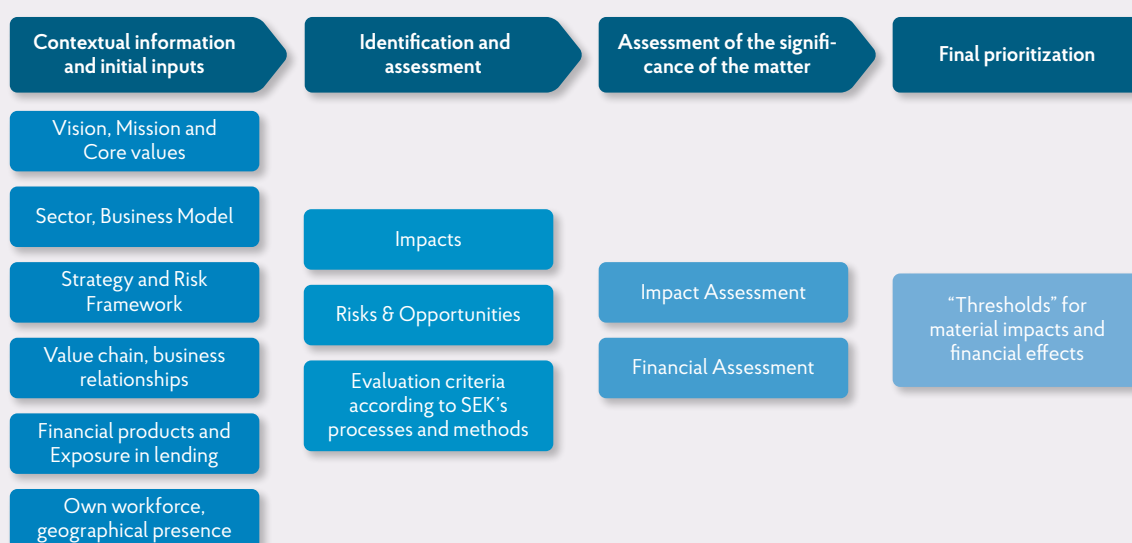 Contextual information
and initial inputs
Identification and
assessment
Assessment of the signifi-
cance of the matter
Final prioritization
Vision, Mission and
Core values
Sector, Business Model
Strategy and Risk
Framework
Value chain, business
relationships
Financial products and
Exposure in lending
Own workforce,
geographical presence
Impacts
Risks & Opportunities
Evaluation criteria
according to SEK’s
processes and methods
Impact Assessment
Financial Assessment
“Thresholds” for
material impacts and
financial effects